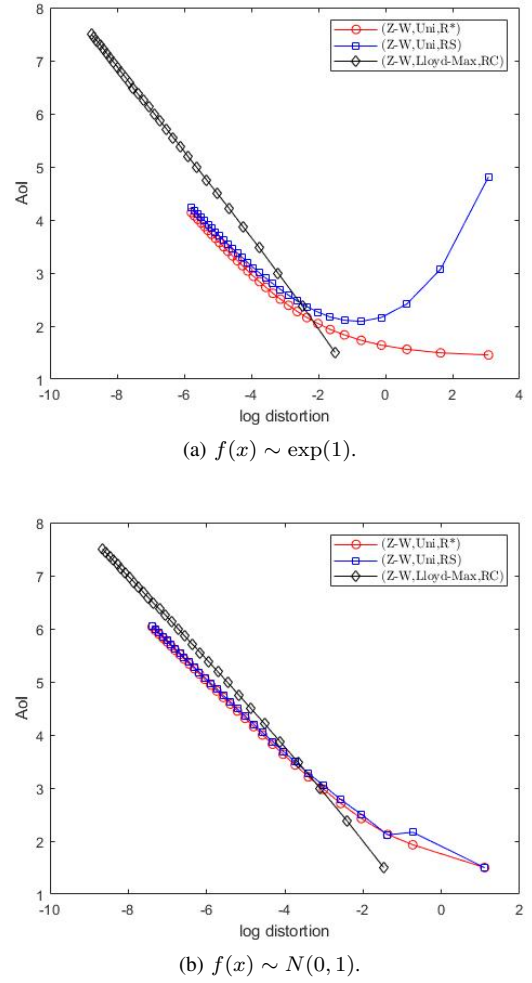 8
7
6
5
4
3
2
1
AoI
(Z-W,Uni,R*)
(Z-W,Uni,RS)
(Z-W,Lloyd-Max,RC)
-10 -8 -6 -4 -2 0 2 4
log distortion
(a) f(x) ∼ exp(1).
8
7
6
5
4
3
2
1
AoI
(Z-W,Uni,R*)
(Z-W,Uni,RS)
(Z-W,Lloyd-Max,RC)
-10 -8 -6 -4 -2 0 2
log distortion
(b) f(x) ∼ N(0, 1).